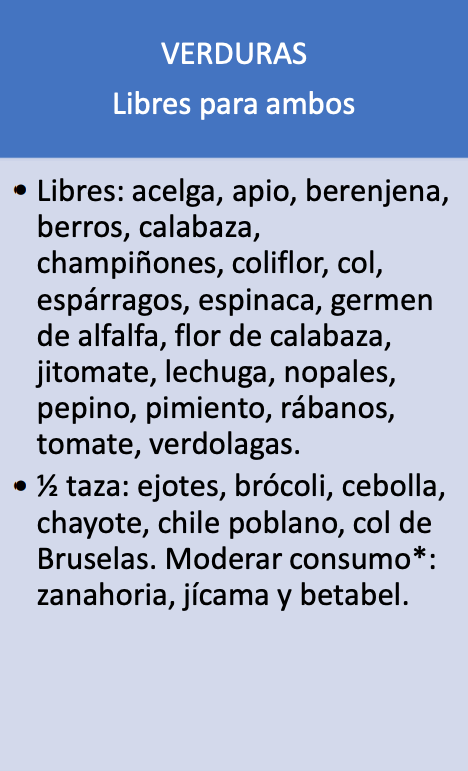 VERDURAS
Libres para ambos
• Libres: acelga, apio, berenjena,
berros, calabaza,
champiñones, coliflor, col,
espárragos, espinaca, germen
de alfalfa, flor de calabaza,
jitomate, lechuga, nopales,
pepino, pimiento, rábanos,
tomate, verdolagas.
• ½ taza: ejotes, brócoli, cebolla,
chayote, chile poblano, col de
Bruselas. Moderar consumo*:
zanahoria, jícama y betabel.